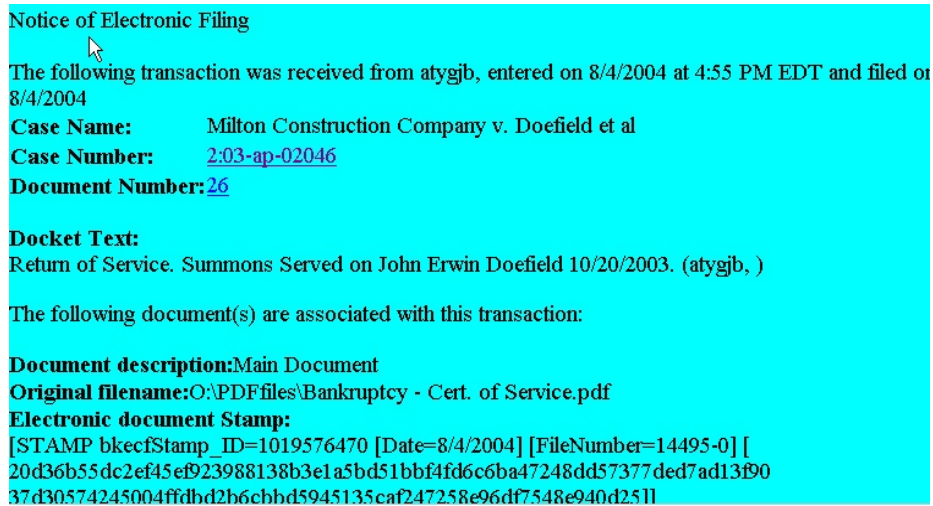 Notice of Electronic Filing
The following transaction was received from atygjb, entered on 8/4/2004 at 4:55 PM EDT and filed on
8/4/2004
Case Name: Milton Construction Company v. Doefield et al
Case Number: 2:03-ap-02046
Document Number: 26
Docket Text:
Return of Service. Summons Served on John Erwin Doefield 10/20/2003. (atygjb, )
The following document(s) are associated with this transaction:
Document description:Main Document
Original filename:O:\PDFfiles\Bankruptcy - Cert. of Service.pdf
Electronic document Stamp:
[STAMP bkecfStamp_ID=1019576470 [Date=8/4/2004] [FileNumber=14495-0] [
20d36b55dc2ef45ef923988138b3e1a5bd51bbf4fd6c6ba47248dd57377ded7ad13f90
37d30574245004ffdbd2b6cbbd5945135caf247258e96df7548e940d25]]